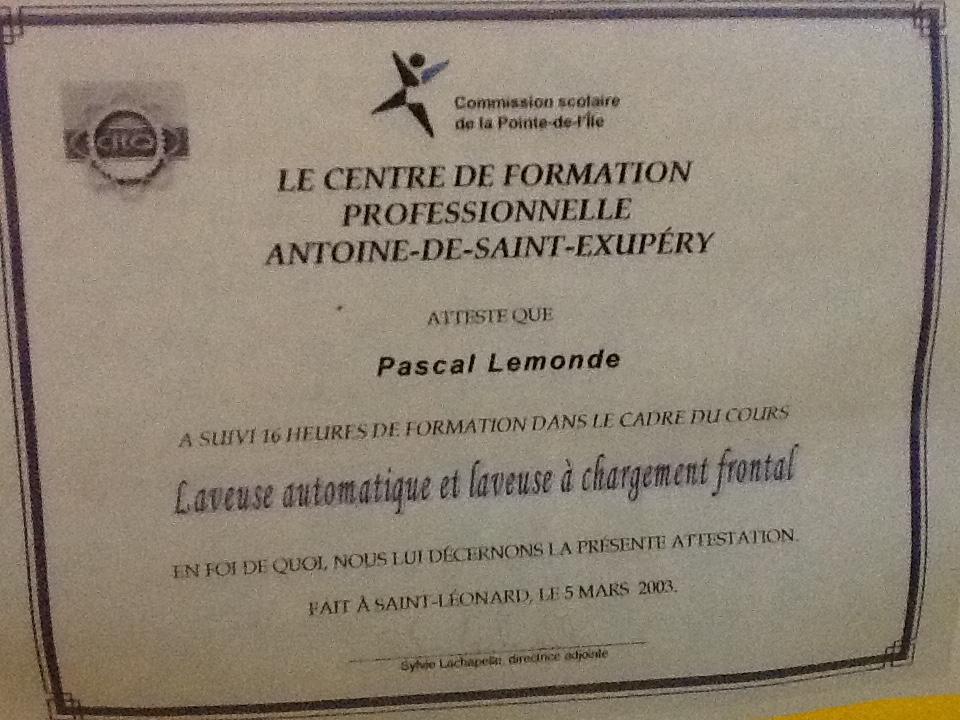 Commission scolaire
de la Pointe-de-l'Île
LE CENTRE DE FORMATION
PROFESSIONNELLE
ANTOINE-DE-SAINT-EXUPÉRY
ATTESTE QUE
Pascal Lemonde
A SUIVI 16 HEURES DE FORMATION DANS LE CADRE DU COURS
Laveuse automatique et laveuse à chargement frontal
EN FOI DE QUOI, NOUS LUI DÉCERNONS LA PRÉSENTE ATTESTATION.
FAIT À SAINT-LÉONARD, LE 5 MARS 2003.
Sylvie Lachapelle, directrice adjointe